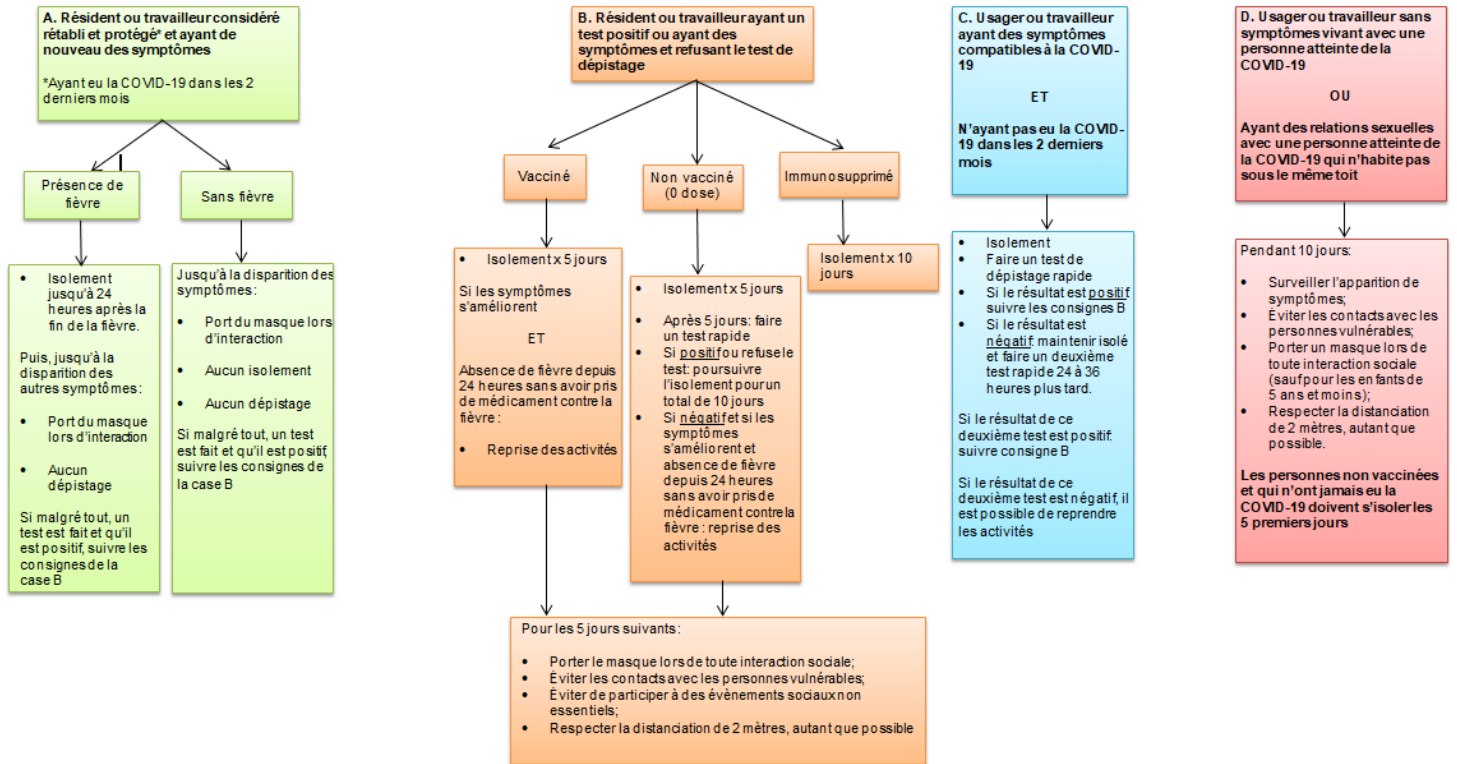 A. Résident ou travailleur considéré
rétabli et protégé* et ayant de
nouveau des symptômes
*Ayant eu la COVID-19 dans les 2
derniers mois
Présence de
fièvre
Sans fièvre
• Isolement
jusqu'à 24
heures après la
fin de la fièvre.
Puis, jusqu'à la
disparition des
autres symptômes :
• Port du masque
lors d'interaction
• Aucun
dépistage
Si malgré tout, un
test est fait et qu'il
est positif, suivre les
consignes de la
case B
Jusqu'à la disparition des
symptômes :
• Port du masque lors
d'interaction
• Aucun isolement
• Aucun dépistage
Si malgré tout, un test
est fait et qu'il est positif,
suivre les consignes de
la case B
B. Résident ou travailleur ayant un
test positif ou ayant des
symptômes et refusant le test de
dépistage
Vacciné
Non vacciné
(0 dose)
Immunosupprimé
• Isolement x 5 jours
Si les symptômes
s'améliorent
ET
Absence de fièvre depuis
24 heures sans avoir pris
de médicament contre la
fièvre :
• Reprise des activités
• Isolement x 5 jours
• Après 5 jours: faire
un test rapide
• Si positif ou refuse le
test: poursuivre
l'isolement pour un
total de 10 jours
• Si négatif et si les
symptômes
s'améliorent et
absence de fièvre
depuis 24 heures
sans avoir pris de
médicament contre la
fièvre : reprise des
activités
Isolement x 10
jours
Pour les 5 jours suivants :
• Porter le masque lors de toute interaction sociale;
• Éviter les contacts avec les personnes vulnérables;
• Éviter de participer à des évènements sociaux non
essentiels;
• Respecter la distanciation de 2 mètres, autant que possible
C. Usager ou travailleur
ayant des symptômes
compatibles à la COVID-
19
ET
N'ayant pas eu la COVID-
19 dans les 2 derniers
mois
• Isolement
• Faire un test de
dépistage rapide
• Si le résultat est positif
suivre les consignes B
• Si le résultat est
négatif: maintenir isolé
et faire un deuxième
test rapide 24 à 36
heures plus tard.
Si le résultat de ce
deuxième test est positif:
suivre consigne B
Si le résultat de ce
deuxième test est négatif, il
est possible de reprendre
les activités
D. Usager ou travailleur sans
symptômes vivant avec une
personne atteinte de la
COVID-19
OU
Ayant des relations sexuelles
avec une personne atteinte de
la COVID-19 qui n'habite pas
sous le même toit
Pendant 10 jours:
• Surveiller l'apparition de
symptômes;
• Éviter les contacts avec les
personnes vulnérables;
• Porter un masque lors de
toute interaction sociale
(sauf pour les enfants de
5 ans et moins);
• Respecter la distanciation
de 2 mètres, autant que
possible.
Les personnes non vaccinées
et qui n'ont jamais eu la
COVID-19 doivent s'isoler les
5 premiers jours